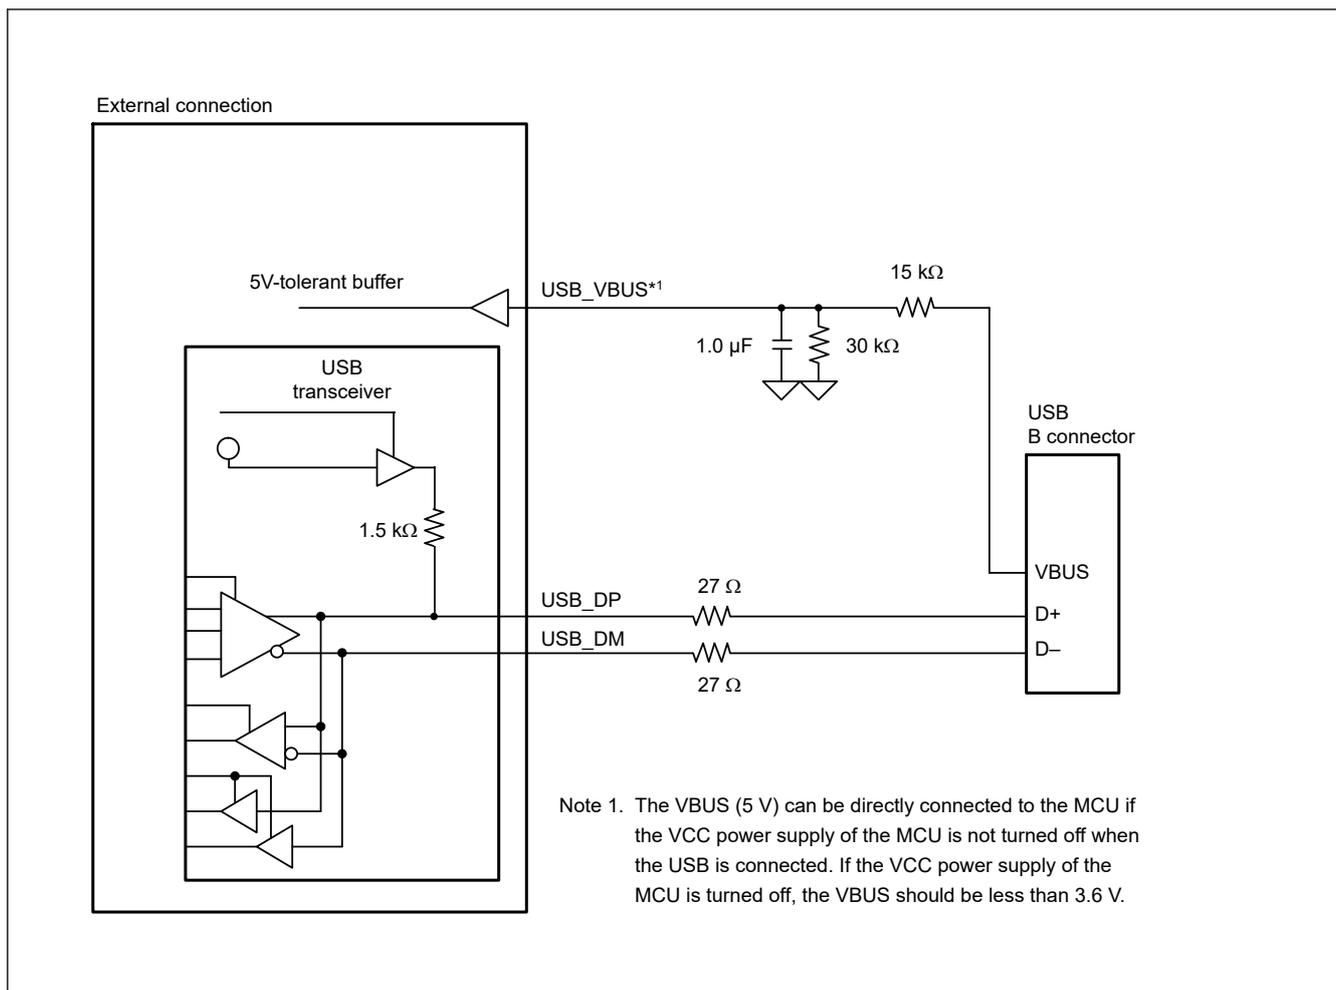 External connection
5V-tolerant buffer
USB_VBUS*1
15 kΩ
1.0 µF
30 kΩ
USB
transceiver
USB
B connector
1.5 kΩ
VBUS
27 Ω
USB_DP
D+
USB_DM
D–
27 Ω
Note 1. The VBUS (5 V) can be directly connected to the MCU if
the VCC power supply of the MCU is not turned off when
the USB is connected. If the VCC power supply of the
MCU is turned off, the VBUS should be less than 3.6 V.